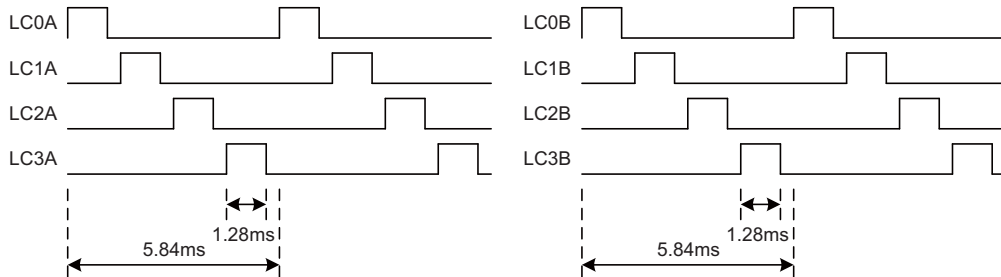 LC0A
LC1A
LC2A
LC3A
1.28ms
5.84ms
LC0B
LC1B
LC2B
LC3B
1.28ms
5.84ms